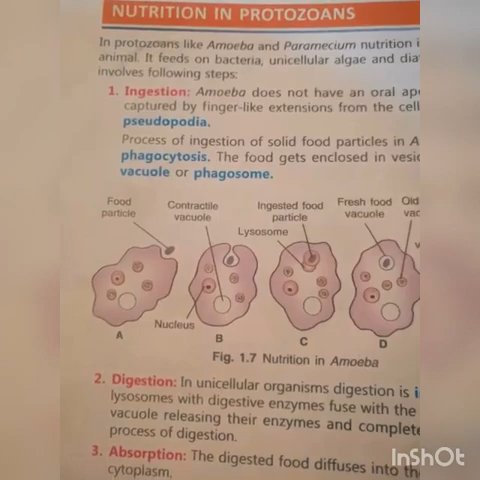 NUTRITION IN PROTOZOANS
In protozoans like Amoeba and Paramecium nutrition
animal. It feeds on bacteria, unicellular algae and
involves following steps:
1. Ingestion: Amoeba does not have an oral
captured by finger-like extensions from the
pseudopodia.
Process of ingestion of solid food particles in
phagocytosis. The food gets enclosed in
vacuole or phagosome.
Food particle
Contractile vacuole
Ingested food particle
Fresh food vacuole
Old
Lysosome
Nucleus
A
B
C
D
Fig. 1.7 Nutrition in Amoeba
2. Digestion: In unicellular organisms digestion is
lysosomes with digestive enzymes fuse with the
vacuole releasing their enzymes and
process of digestion.
3. Absorption: The digested food diffuses into
cytoplasm.
InShOt